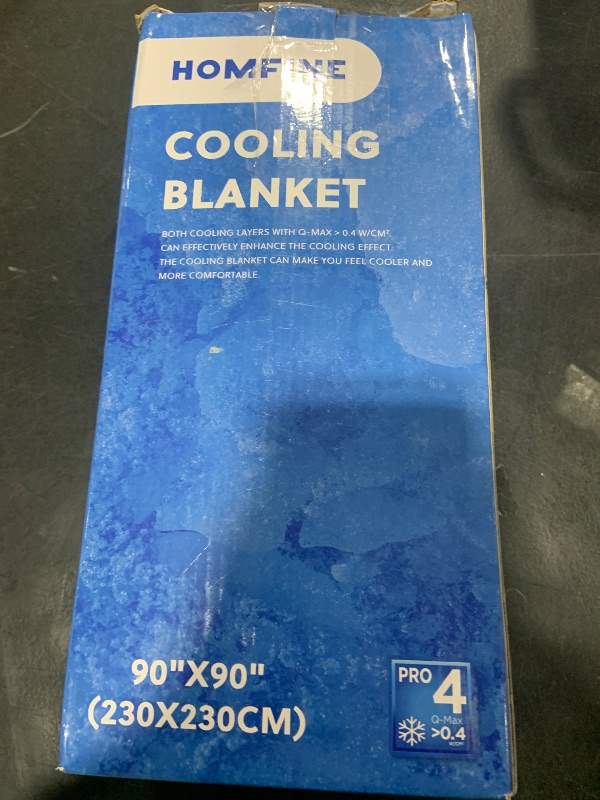 HOMFINE
COOLING
BLANKET
BOTH COOLING LAYERS WITH Q-MAX > 0.4 W/CM²
CAN EFFECTIVELY ENHANCE THE COOLING EFFECT.
THE COOLING BLANKET CAN MAKE YOU FEEL COOLER AND
MORE COMFORTABLE.
90"X90"
(230X230CM)
PRO 4
Q-Max
>0.4
W/CM²